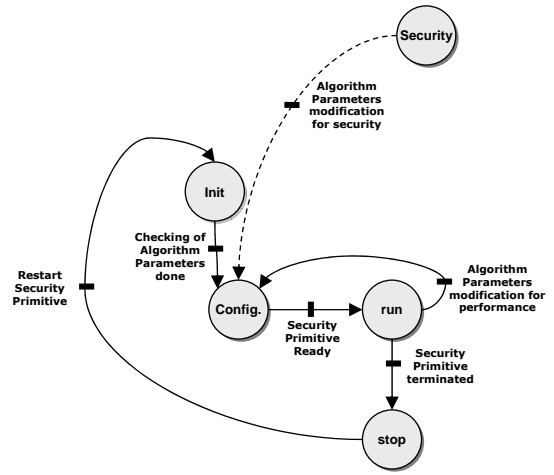 Security
Algorithm
Parameters
modification
for security
Init
Checking of
Algorithm
Parameters
done
Restart
Security
Primitive
Config.
Security
Primitive
Ready
run
Algorithm
Parameters
modification for
performance
Security
Primitive
terminated
stop